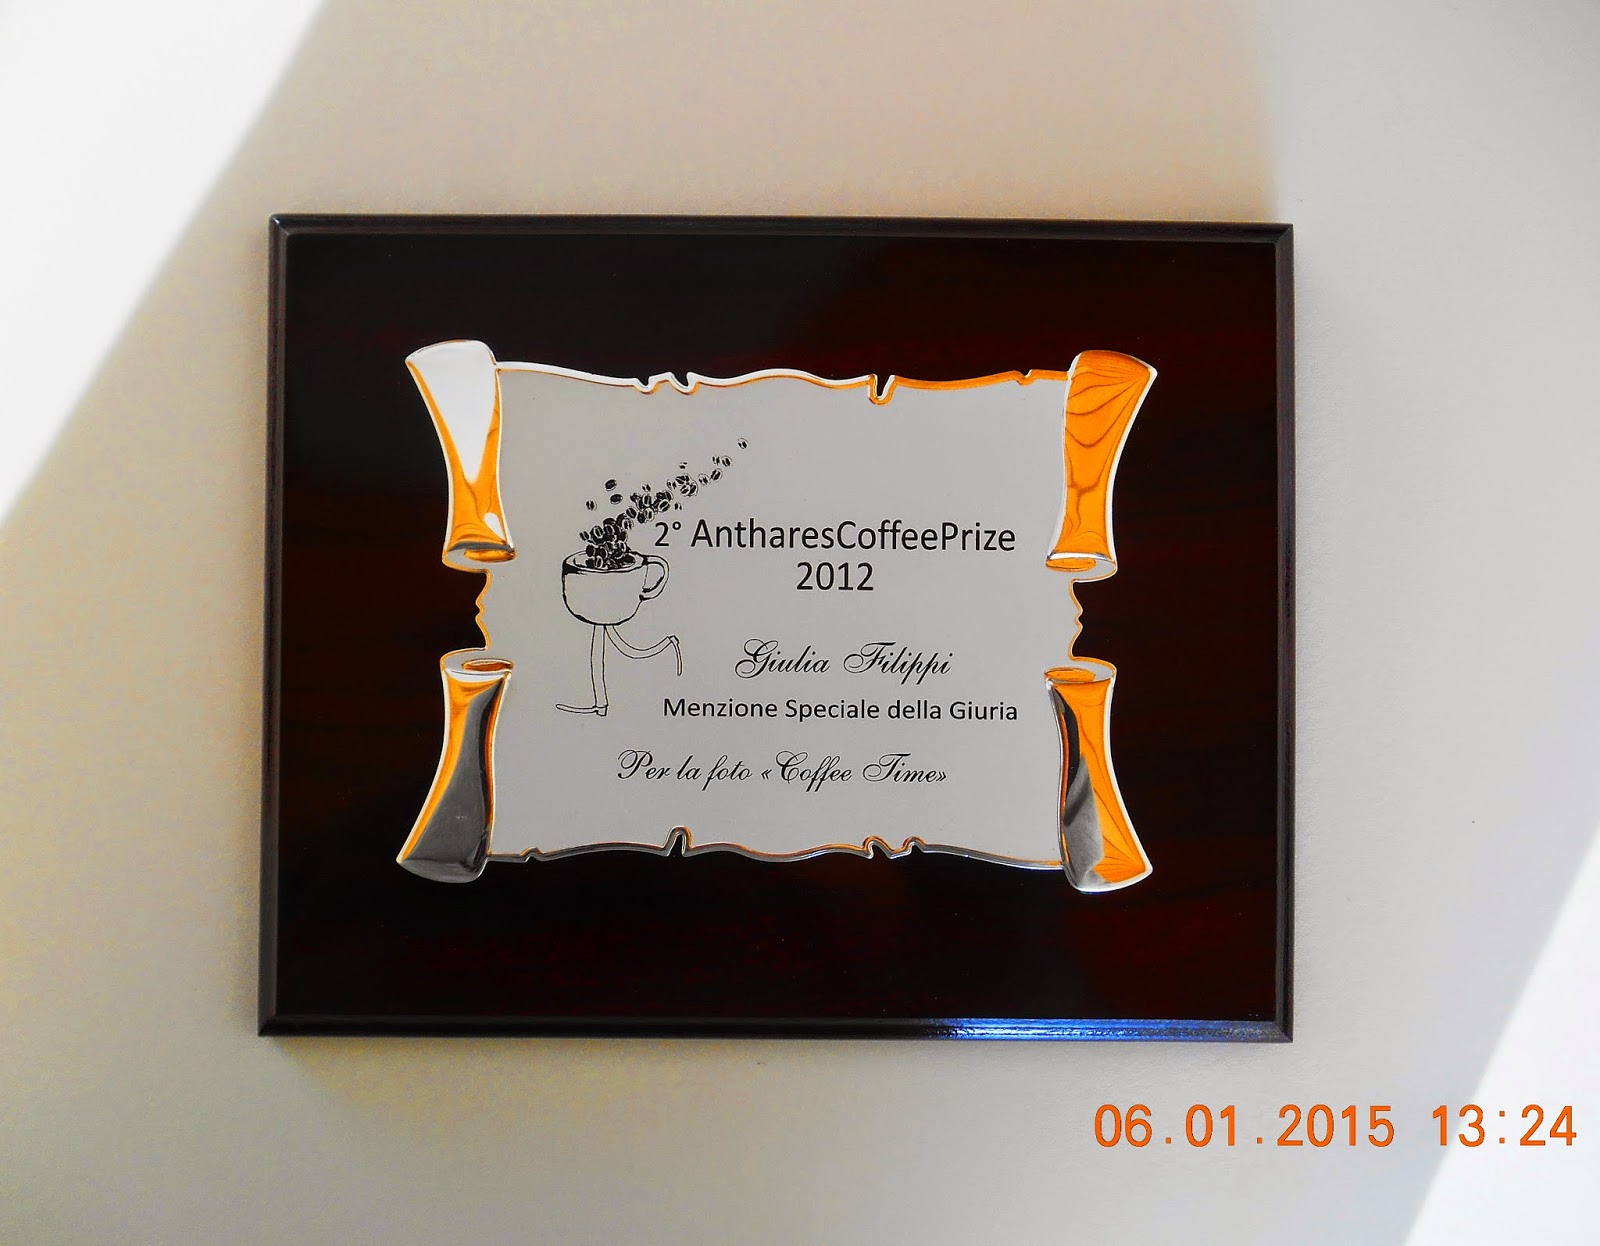 2° AntharesCoffeePrize
2012
Giulia Filippi
Menzione Speciale della Giuria
Per la foto «Coffee Time»
06.01.2015 13:24